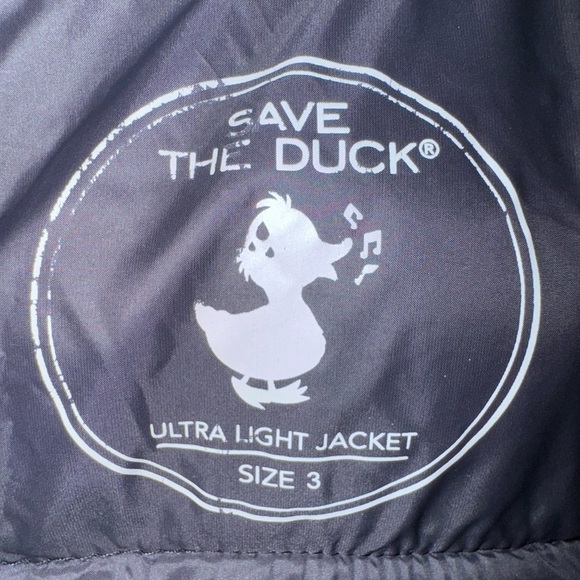 SAVE
THE DUCK®
ULTRA LIGHT JACKET
SIZE 3